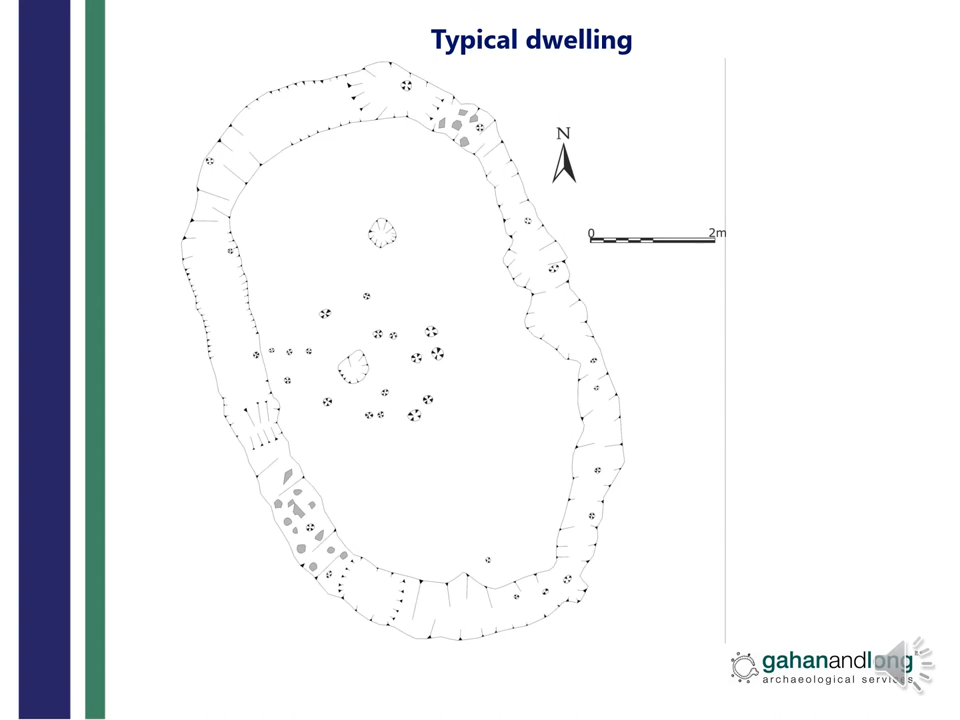 Typical dwelling
N
0 2m
gahanandlong
archaeological services